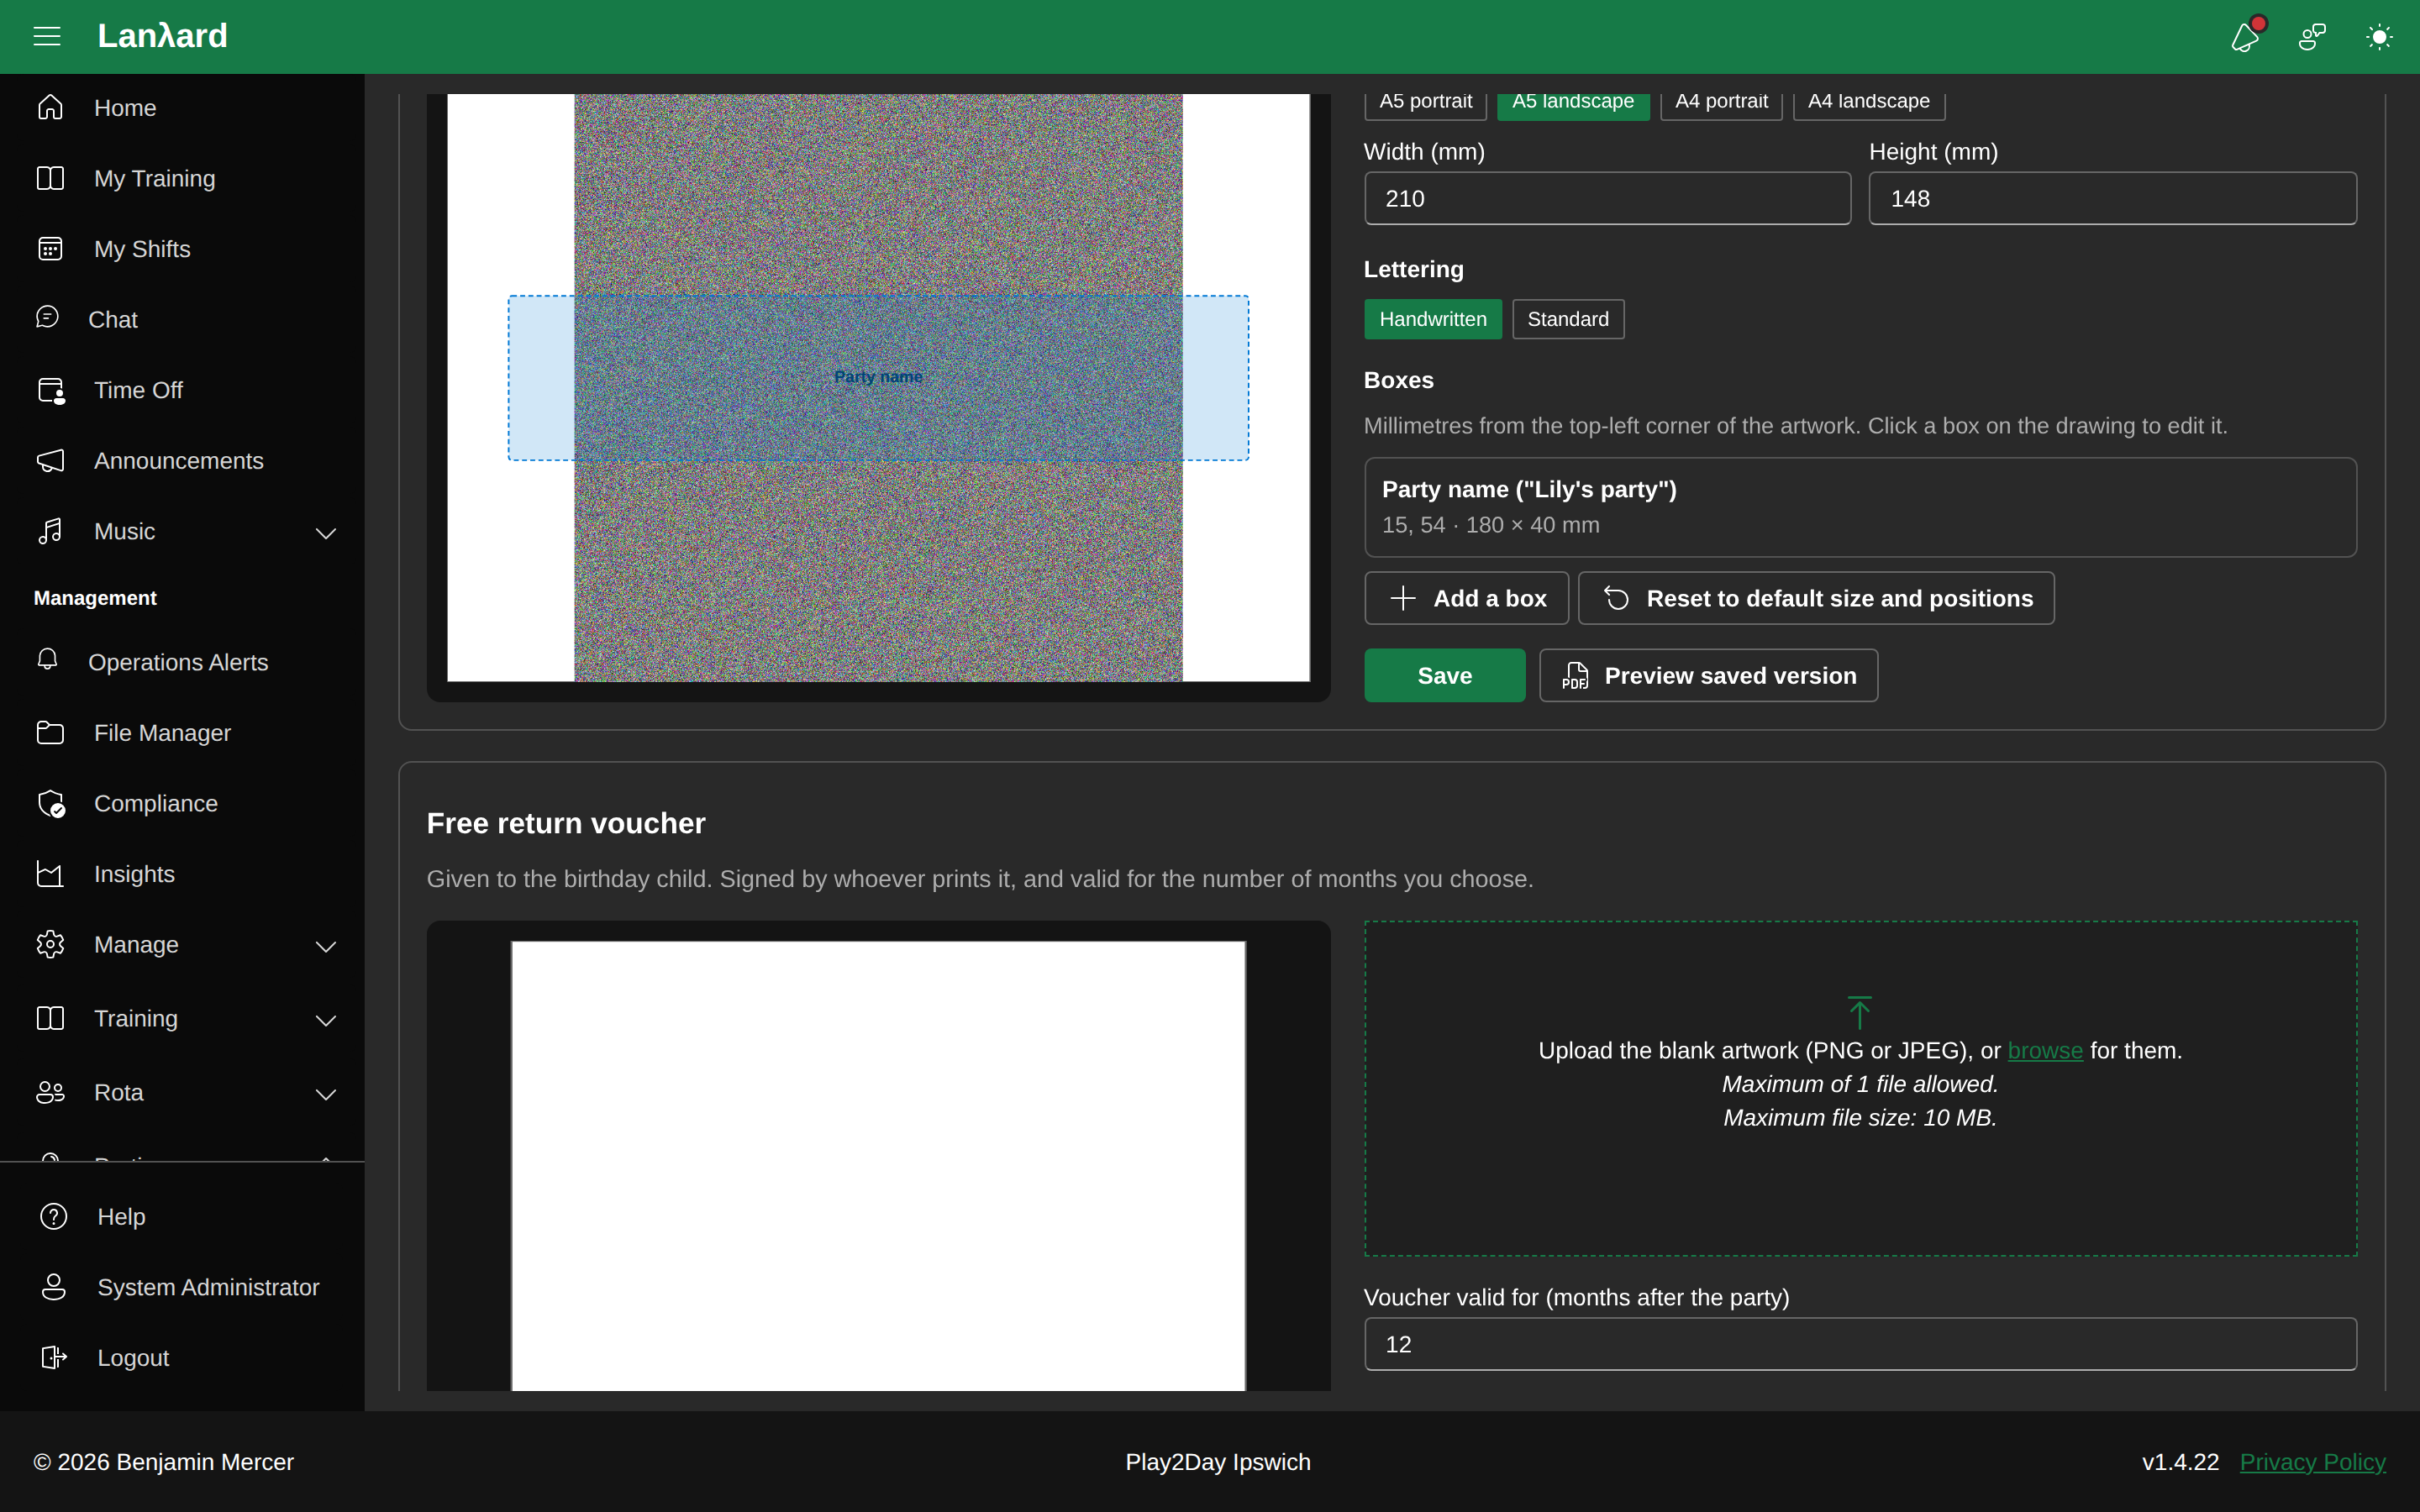 Lanλard
Home
My Training
My Shifts
Chat
Time Off
Announcements
Music
Management
Operations Alerts
File Manager
Compliance
Insights
Manage
Training
Rota
Help
System Administrator
Logout
Party name
A5 portrait A5 landscape A4 portrait A4 landscape
Width (mm) Height (mm)
210 148
Lettering
Handwritten Standard
Boxes
Millimetres from the top-left corner of the artwork. Click a box on the drawing to edit it.
Party name ("Lily's party")
15, 54 · 180 × 40 mm
Add a box Reset to default size and positions
Save PDF Preview saved version
Free return voucher
Given to the birthday child. Signed by whoever prints it, and valid for the number of months you choose.
Upload the blank artwork (PNG or JPEG), or browse for them.
Maximum of 1 file allowed.
Maximum file size: 10 MB.
Voucher valid for (months after the party)
12
© 2026 Benjamin Mercer Play2Day Ipswich v1.4.22 Privacy Policy